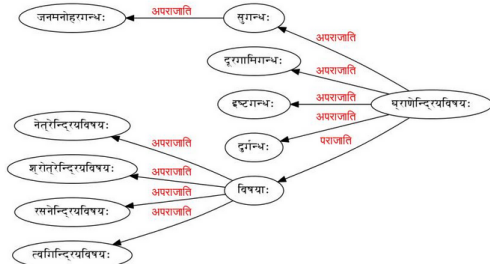 जनमनोहरगन्धः
अपराजाति
सुगन्धः
अपराजाति
दूरगामिगन्धः
अपराजाति
इष्टगन्धः
अपराजाति
घ्राणेन्द्रियविषयः
अपराजाति
दुर्गन्धः
पराजाति
नेत्रेन्द्रियविषयः
अपराजाति
श्रोत्रेन्द्रियविषयः
अपराजाति
विषयाः
अपराजाति
रसनेन्द्रियविषयः
अपराजाति
त्वगिन्द्रियविषयः